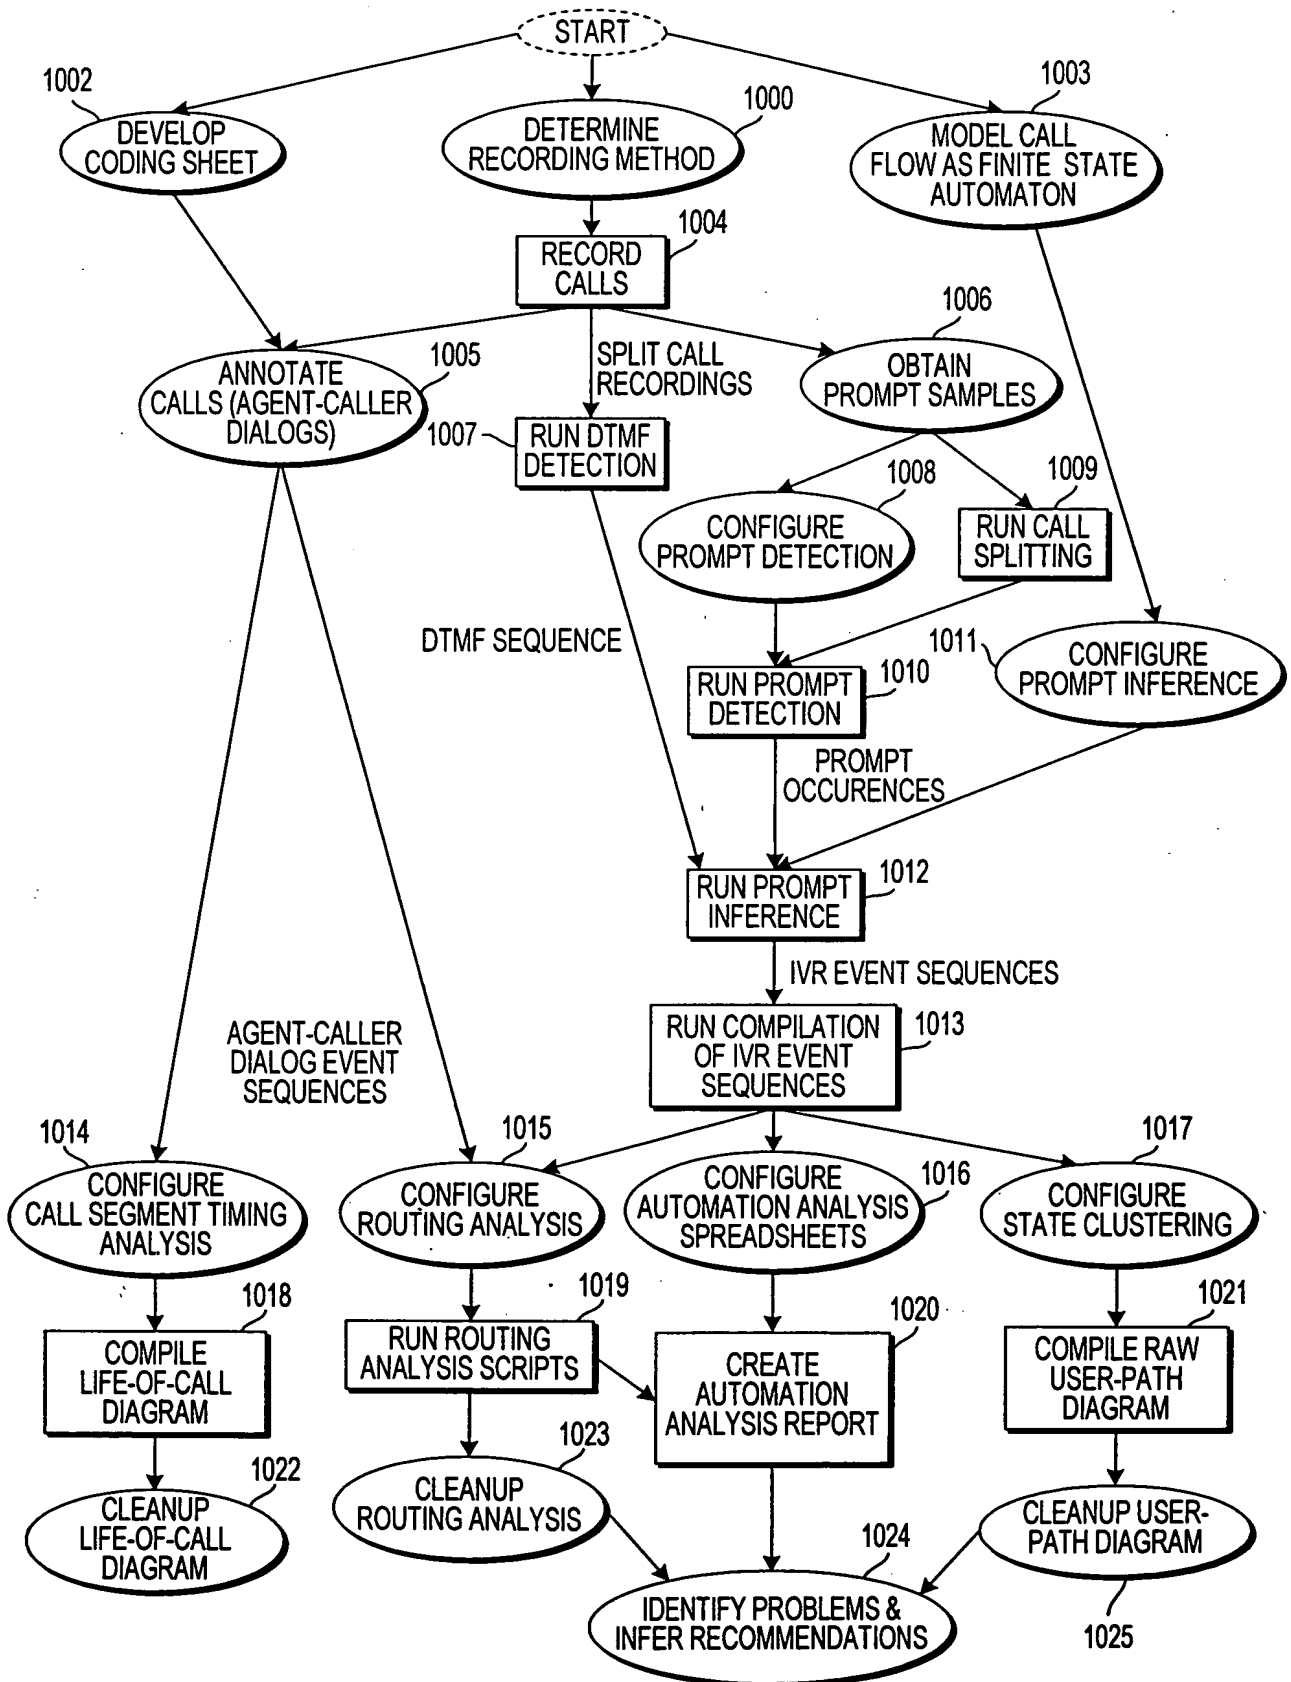 START
1002
DEVELOP
CODING SHEET
1000
DETERMINE
RECORDING METHOD
1003
MODEL CALL
FLOW AS FINITE STATE
AUTOMATON
1004
RECORD
CALLS
1005
ANNOTATE
CALLS (AGENT-CALLER
DIALOGS)
SPLIT CALL
RECORDINGS
1006
OBTAIN
PROMPT SAMPLES
1007
RUN DTMF
DETECTION
1008
CONFIGURE
PROMPT DETECTION
1009
RUN CALL
SPLITTING
DTMF SEQUENCE
1010
RUN PROMPT
DETECTION
1011
CONFIGURE
PROMPT INFERENCE
PROMPT
OCCURENCES
1012
RUN PROMPT
INFERENCE
IVR EVENT SEQUENCES
1013
RUN COMPILATION
OF IVR EVENT
SEQUENCES
AGENT-CALLER
DIALOG EVENT
SEQUENCES
1014
CONFIGURE
CALL SEGMENT TIMING
ANALYSIS
1015
CONFIGURE
ROUTING ANALYSIS
1016
CONFIGURE
AUTOMATION ANALYSIS
SPREADSHEETS
1017
CONFIGURE
STATE CLUSTERING
1018
COMPILE
LIFE-OF-CALL
DIAGRAM
1019
RUN ROUTING
ANALYSIS SCRIPTS
1020
CREATE
AUTOMATION
ANALYSIS REPORT
1021
COMPILE RAW
USER-PATH
DIAGRAM
1022
CLEANUP
LIFE-OF-CALL
DIAGRAM
1023
CLEANUP
ROUTING ANALYSIS
CLEANUP USER-
PATH DIAGRAM
1025
1024
IDENTIFY PROBLEMS &
INFER RECOMMENDATIONS